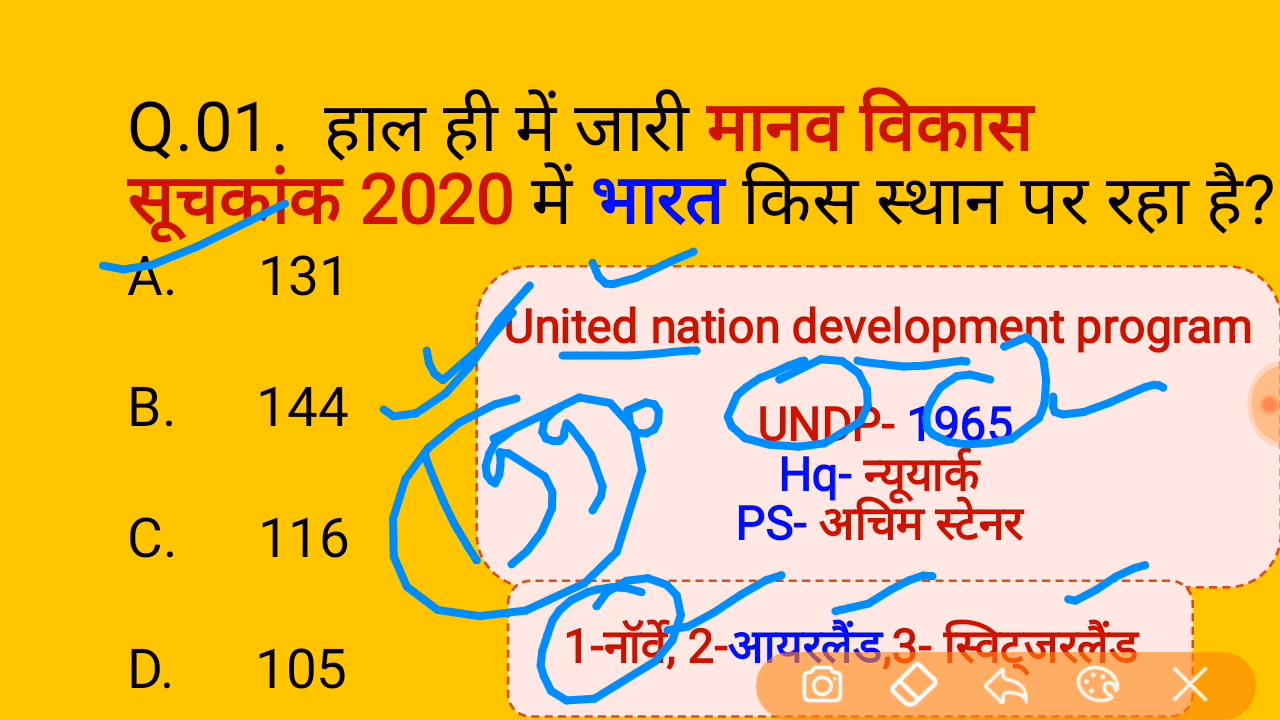 Q.01. हाल ही में जारी मानव विकास
सूचकांक 2020 में भारत किस स्थान पर रहा है?
A. 131
B. 144
C. 116
D. 105
United nation development program
UNDP- 1965
Hq- न्यूयार्क
PS- अचिम स्टेनर
1-नॉर्वे, 2-आयरलैंड,3- स्विट्जरलैंड